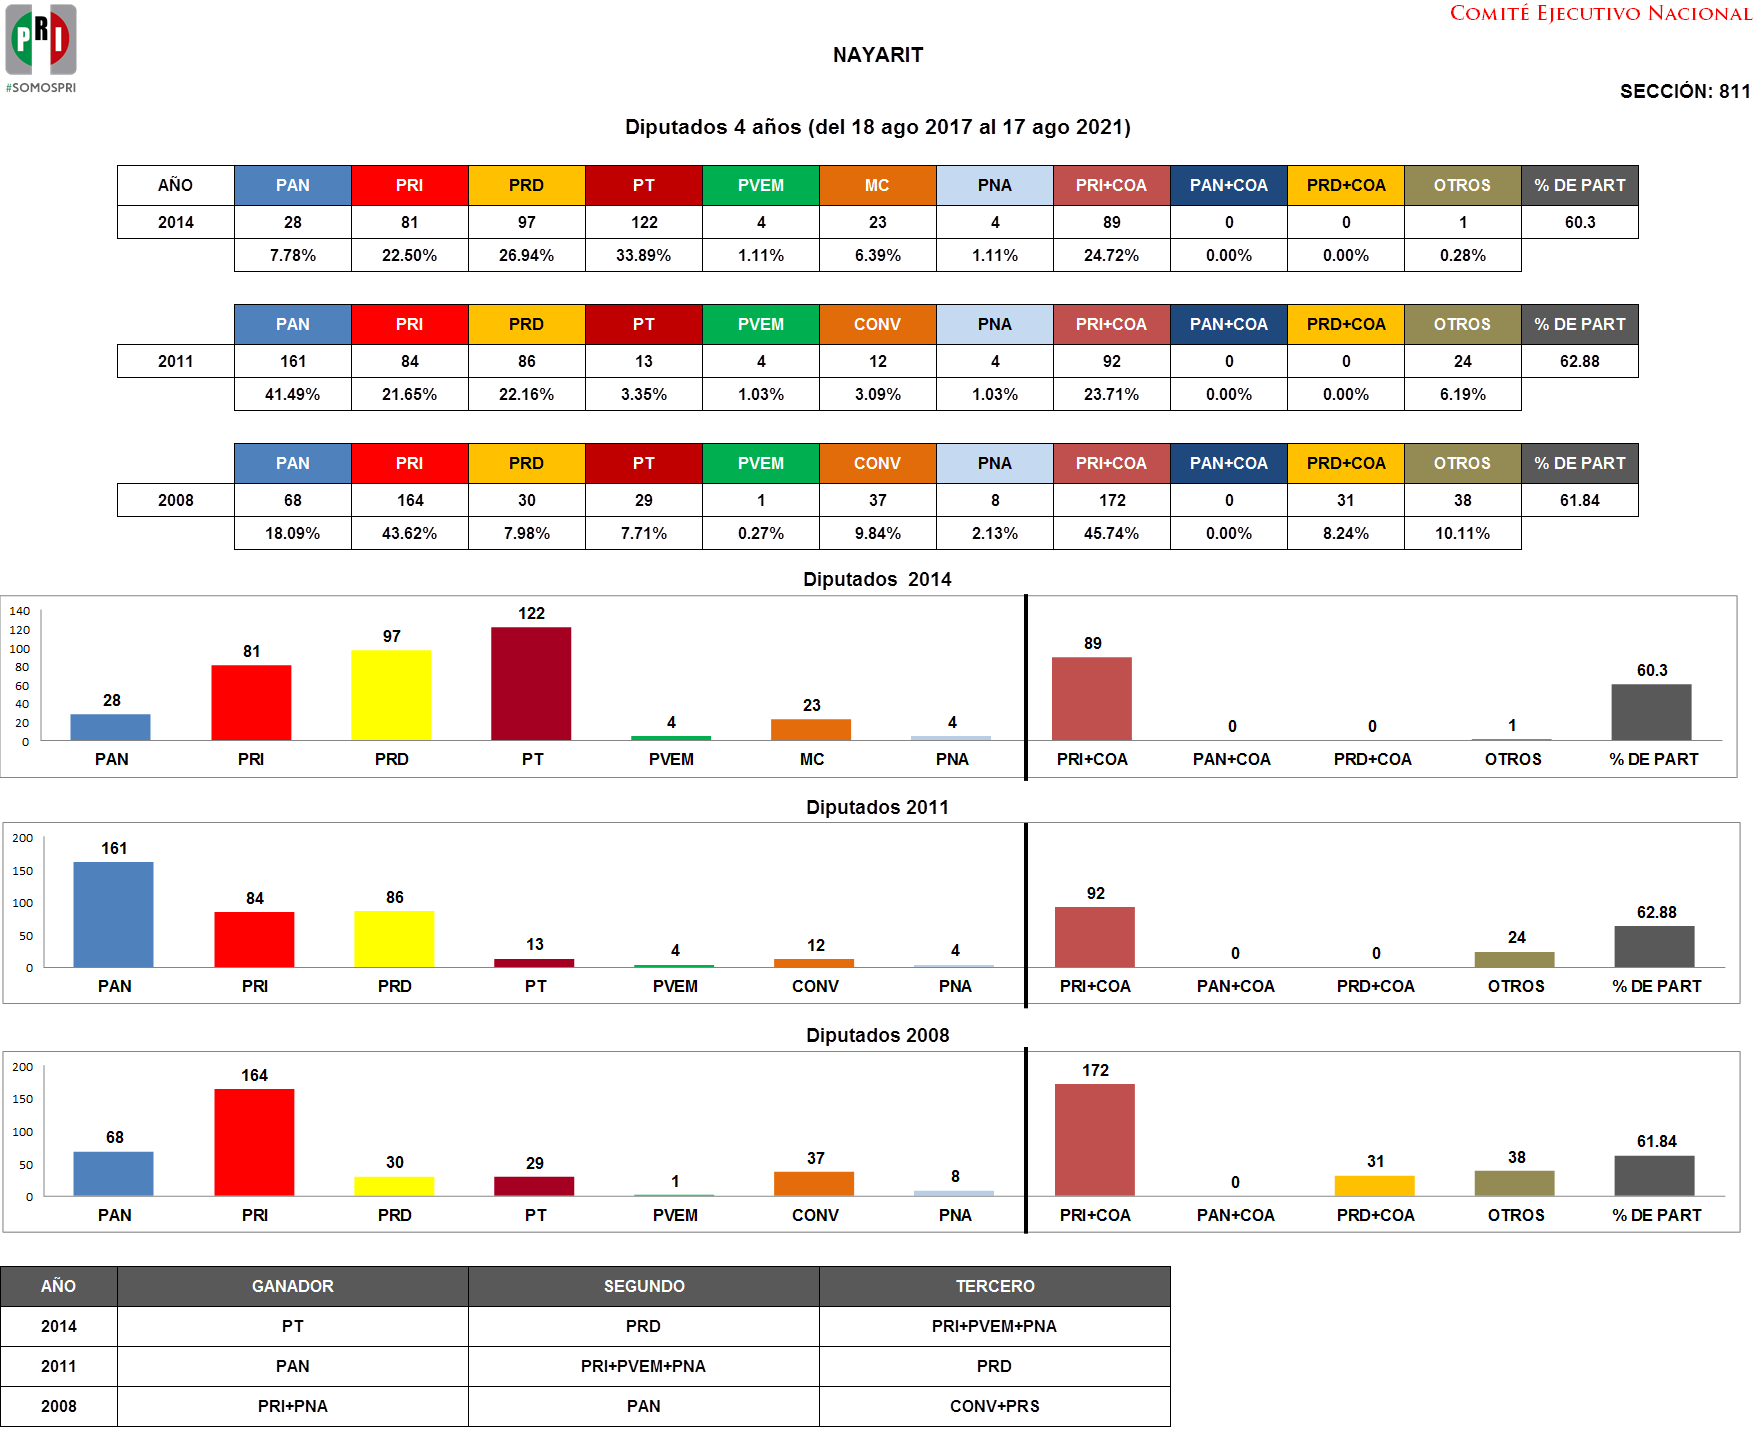 COMITÉ EJECUTIVO NACIONAL
PRI
#SOMOSPRI
NAYARIT
SECCIÓN: 811
Diputados 4 años (del 18 ago 2017 al 17 ago 2021)
AÑO PAN PRI PRD PT PVEM MC PNA PRI+COA PAN+COA PRD+COA OTROS % DE PART
2014 28 81 97 122 4 23 4 89 0 0 1 60.3
7.78% 22.50% 26.94% 33.89% 1.11% 6.39% 1.11% 24.72% 0.00% 0.00% 0.28%
PAN PRI PRD PT PVEM CONV PNA PRI+COA PAN+COA PRD+COA OTROS % DE PART
2011 161 84 86 13 4 12 4 92 0 0 24 62.88
41.49% 21.65% 22.16% 3.35% 1.03% 3.09% 1.03% 23.71% 0.00% 0.00% 6.19%
PAN PRI PRD PT PVEM CONV PNA PRI+COA PAN+COA PRD+COA OTROS % DE PART
2008 68 164 30 29 1 37 8 172 0 31 38 61.84
18.09% 43.62% 7.98% 7.71% 0.27% 9.84% 2.13% 45.74% 0.00% 8.24% 10.11%
Diputados 2014
140
120
100
80
60
40
20
0
28 81 97 122 4 23 4 89 0 0 1 60.3
PAN PRI PRD PT PVEM MC PNA PRI+COA PAN+COA PRD+COA OTROS % DE PART
Diputados 2011
200
150
100
50
0
161 84 86 13 4 12 4 92 0 0 24 62.88
PAN PRI PRD PT PVEM CONV PNA PRI+COA PAN+COA PRD+COA OTROS % DE PART
Diputados 2008
200
150
100
50
0
68 164 30 29 1 37 8 172 0 31 38 61.84
PAN PRI PRD PT PVEM CONV PNA PRI+COA PAN+COA PRD+COA OTROS % DE PART
AÑO GANADOR SEGUNDO TERCERO
2014 PT PRD PRI+PVEM+PNA
2011 PAN PRI+PVEM+PNA PRD
2008 PRI+PNA PAN CONV+PRS